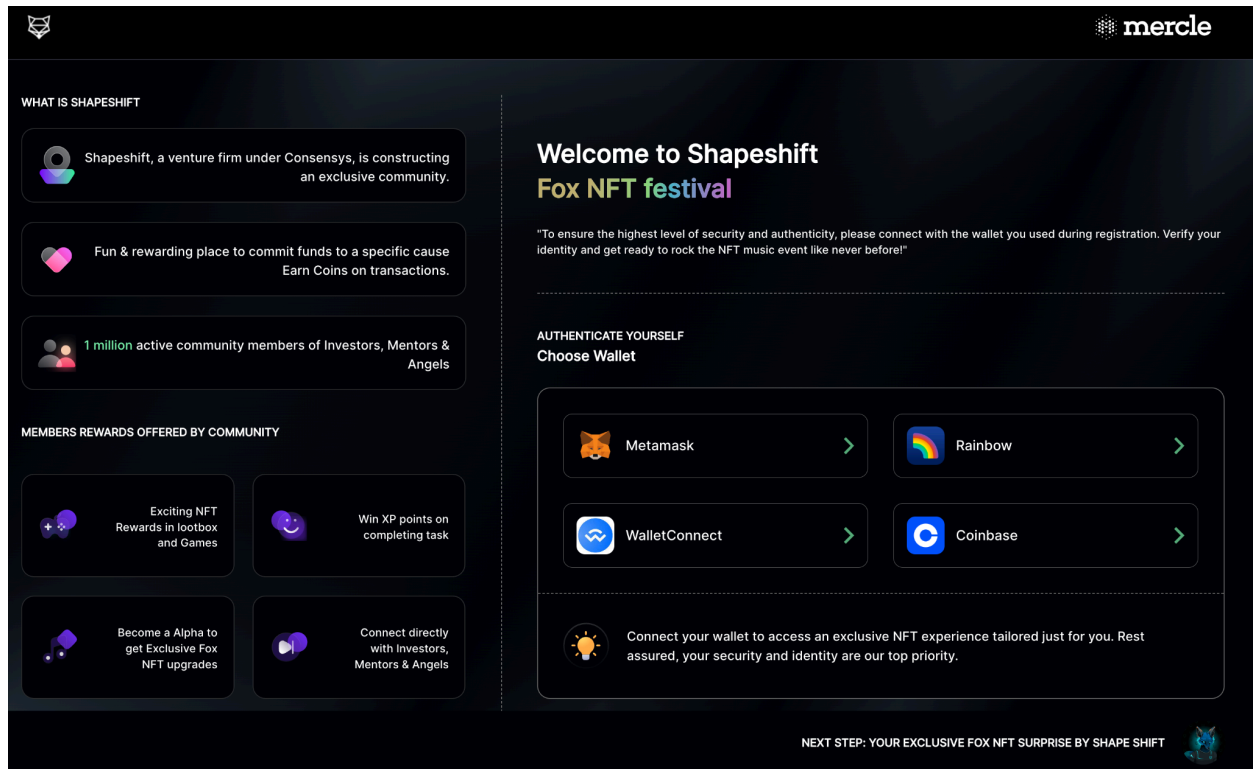 mercle
WHAT IS SHAPESHIFT
Shapeshift, a venture firm under Consensys, is constructing
an exclusive community.
Fun & rewarding place to commit funds to a specific cause
Earn Coins on transactions.
1 million active community members of Investors, Mentors &
Angels
MEMBERS REWARDS OFFERED BY COMMUNITY
Exciting NFT
Rewards in lootbox
and Games
Win XP points on
completing task
Become a Alpha to
get Exclusive Fox
NFT upgrades
Connect directly
with Investors,
Mentors & Angels
Welcome to Shapeshift
Fox NFT festival
"To ensure the highest level of security and authenticity, please connect with the wallet you used during registration. Verify your
identity and get ready to rock the NFT music event like never before!"
AUTHENTICATE YOURSELF
Choose Wallet
Metamask
Rainbow
WalletConnect
Coinbase
Connect your wallet to access an exclusive NFT experience tailored just for you. Rest
assured, your security and identity are our top priority.
NEXT STEP: YOUR EXCLUSIVE FOX NFT SURPRISE BY SHAPE SHIFT